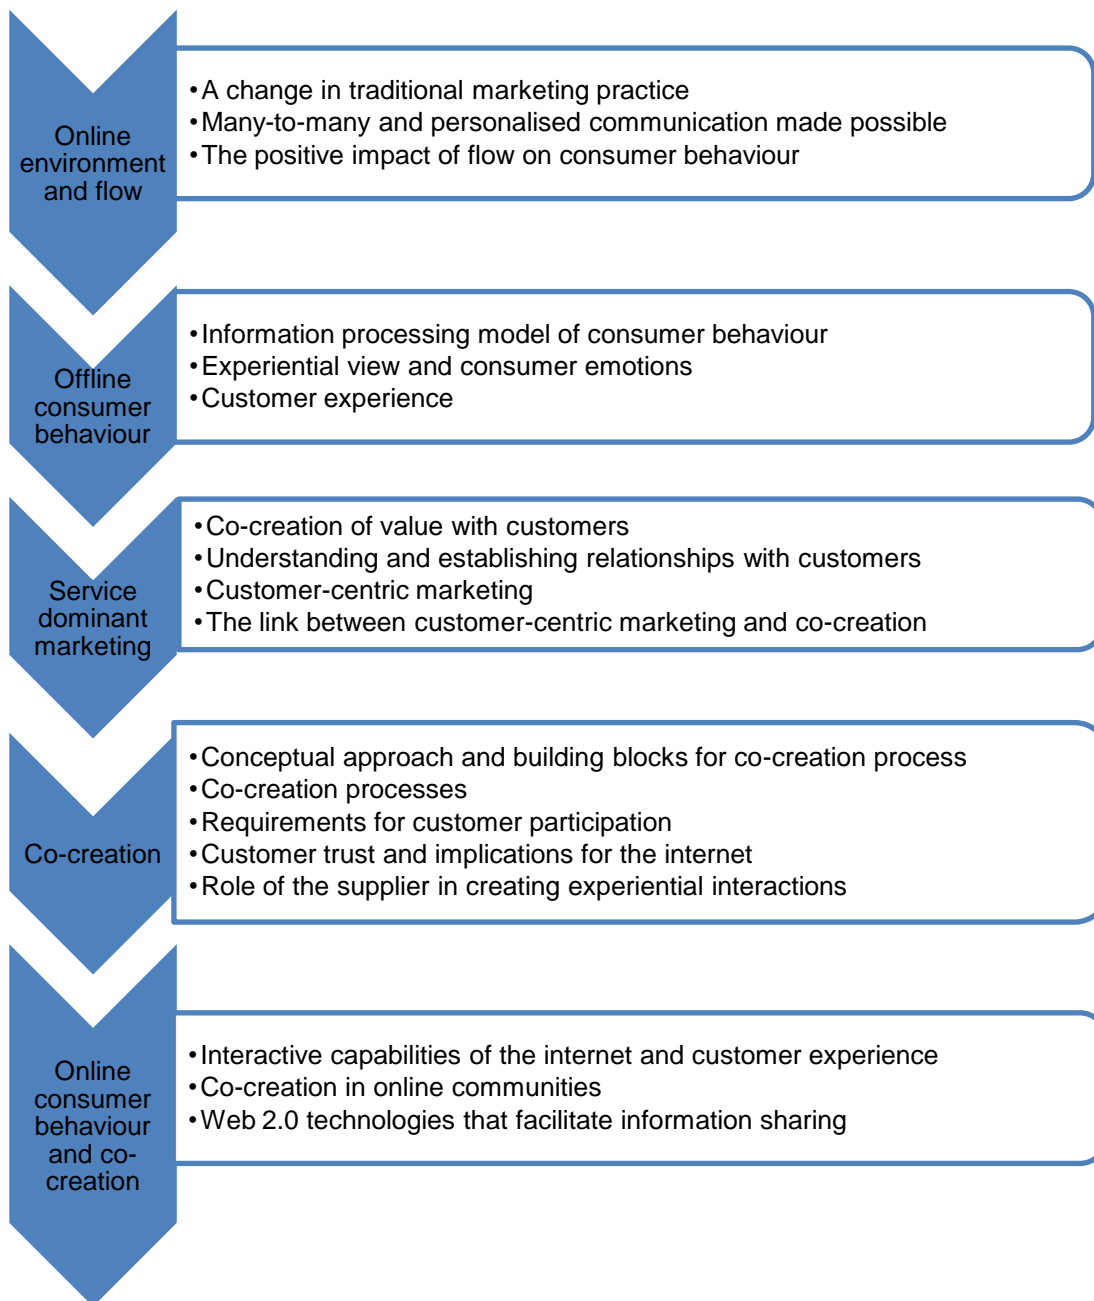 Online
environment
and flow
•A change in traditional marketing practice
•Many-to-many and personalised communication made possible
•The positive impact of flow on consumer behaviour
Offline
consumer
behaviour
•Information processing model of consumer behaviour
•Experiential view and consumer emotions
•Customer experience
Service
dominant
marketing
•Co-creation of value with customers
•Understanding and establishing relationships with customers
•Customer-centric marketing
•The link between customer-centric marketing and co-creation
Co-creation
•Conceptual approach and building blocks for co-creation process
•Co-creation processes
•Requirements for customer participation
•Customer trust and implications for the internet
•Role of the supplier in creating experiential interactions
Online
consumer
behaviour
and co-
creation
•Interactive capabilities of the internet and customer experience
•Co-creation in online communities
•Web 2.0 technologies that facilitate information sharing